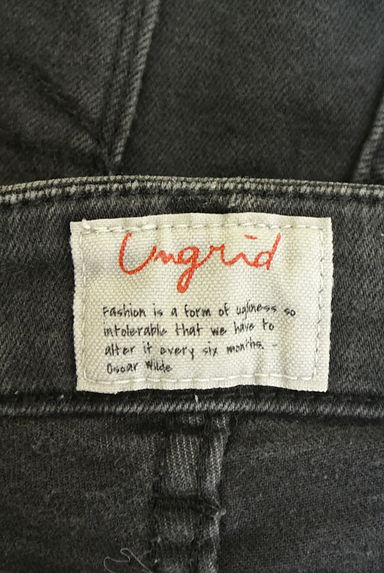 Ungrid
Fashion is a form of ugliness so
intolerable that we have to
alter it every six months. -
Oscar Wilde